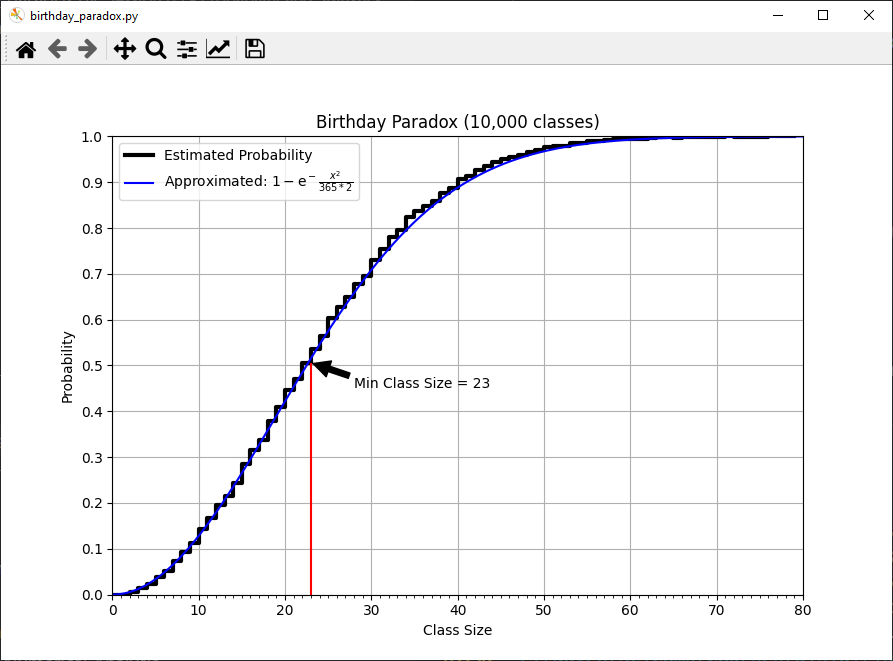 birthday_paradox.py
Birthday Paradox (10,000 classes)
Estimated Probability
Approximated: 1 − e^− x²/365*2
1.0
0.9
0.8
0.7
0.6
0.5
0.4
0.3
0.2
0.1
0.0
Probability
Min Class Size = 23
0 10 20 30 40 50 60 70 80
Class Size